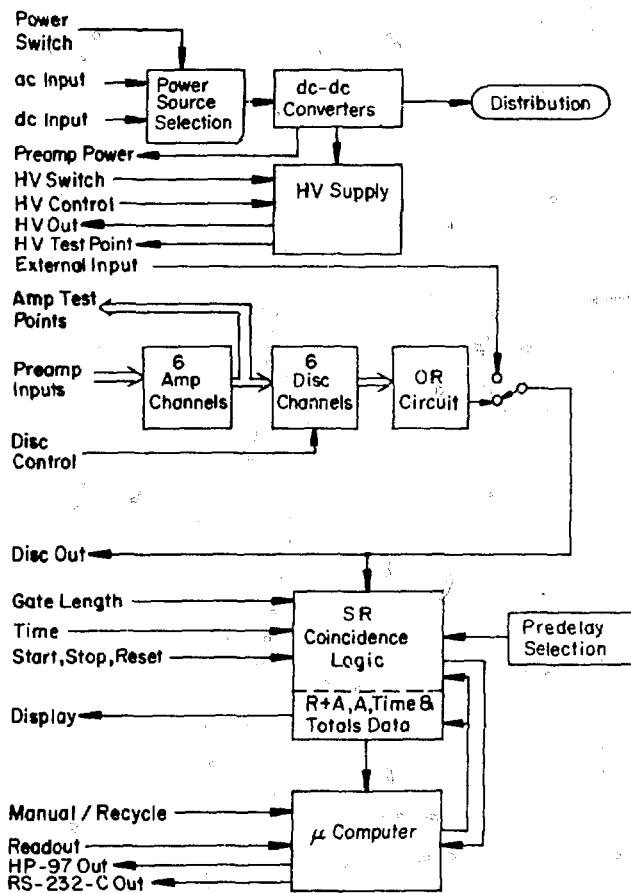 Power
Switch
ac Input
dc Input
Power
Source
Selection
dc-dc
Converters
Distribution
Preamp Power
HV Switch
HV Control
HV Out
HV Test Point
HV Supply
External Input
Amp Test
Points
Preamp
Inputs
6
Amp
Channels
6
Disc
Channels
OR
Circuit
Disc
Control
Disc Out
Gate Length
Time
Start, Stop, Reset
SR
Coincidence
Logic
Predelay
Selection
Display
R+A, A, Time &
Totals Data
Manual / Recycle
Readout
HP-97 Out
RS-232-C Out
μ Computer